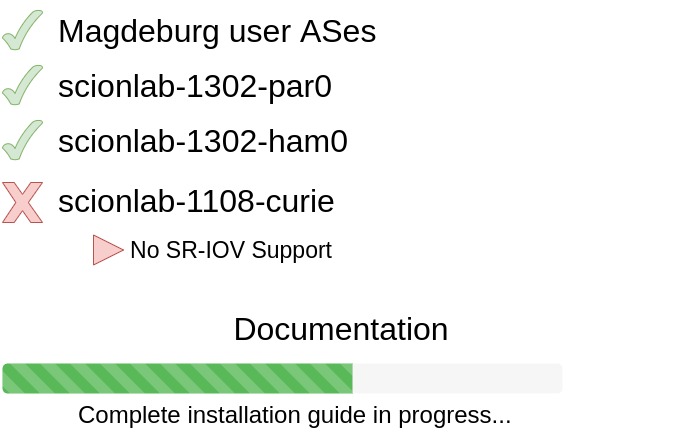 Magdeburg user ASes
scionlab-1302-par0
scionlab-1302-ham0
scionlab-1108-curie
No SR-IOV Support
Documentation
Complete installation guide in progress...